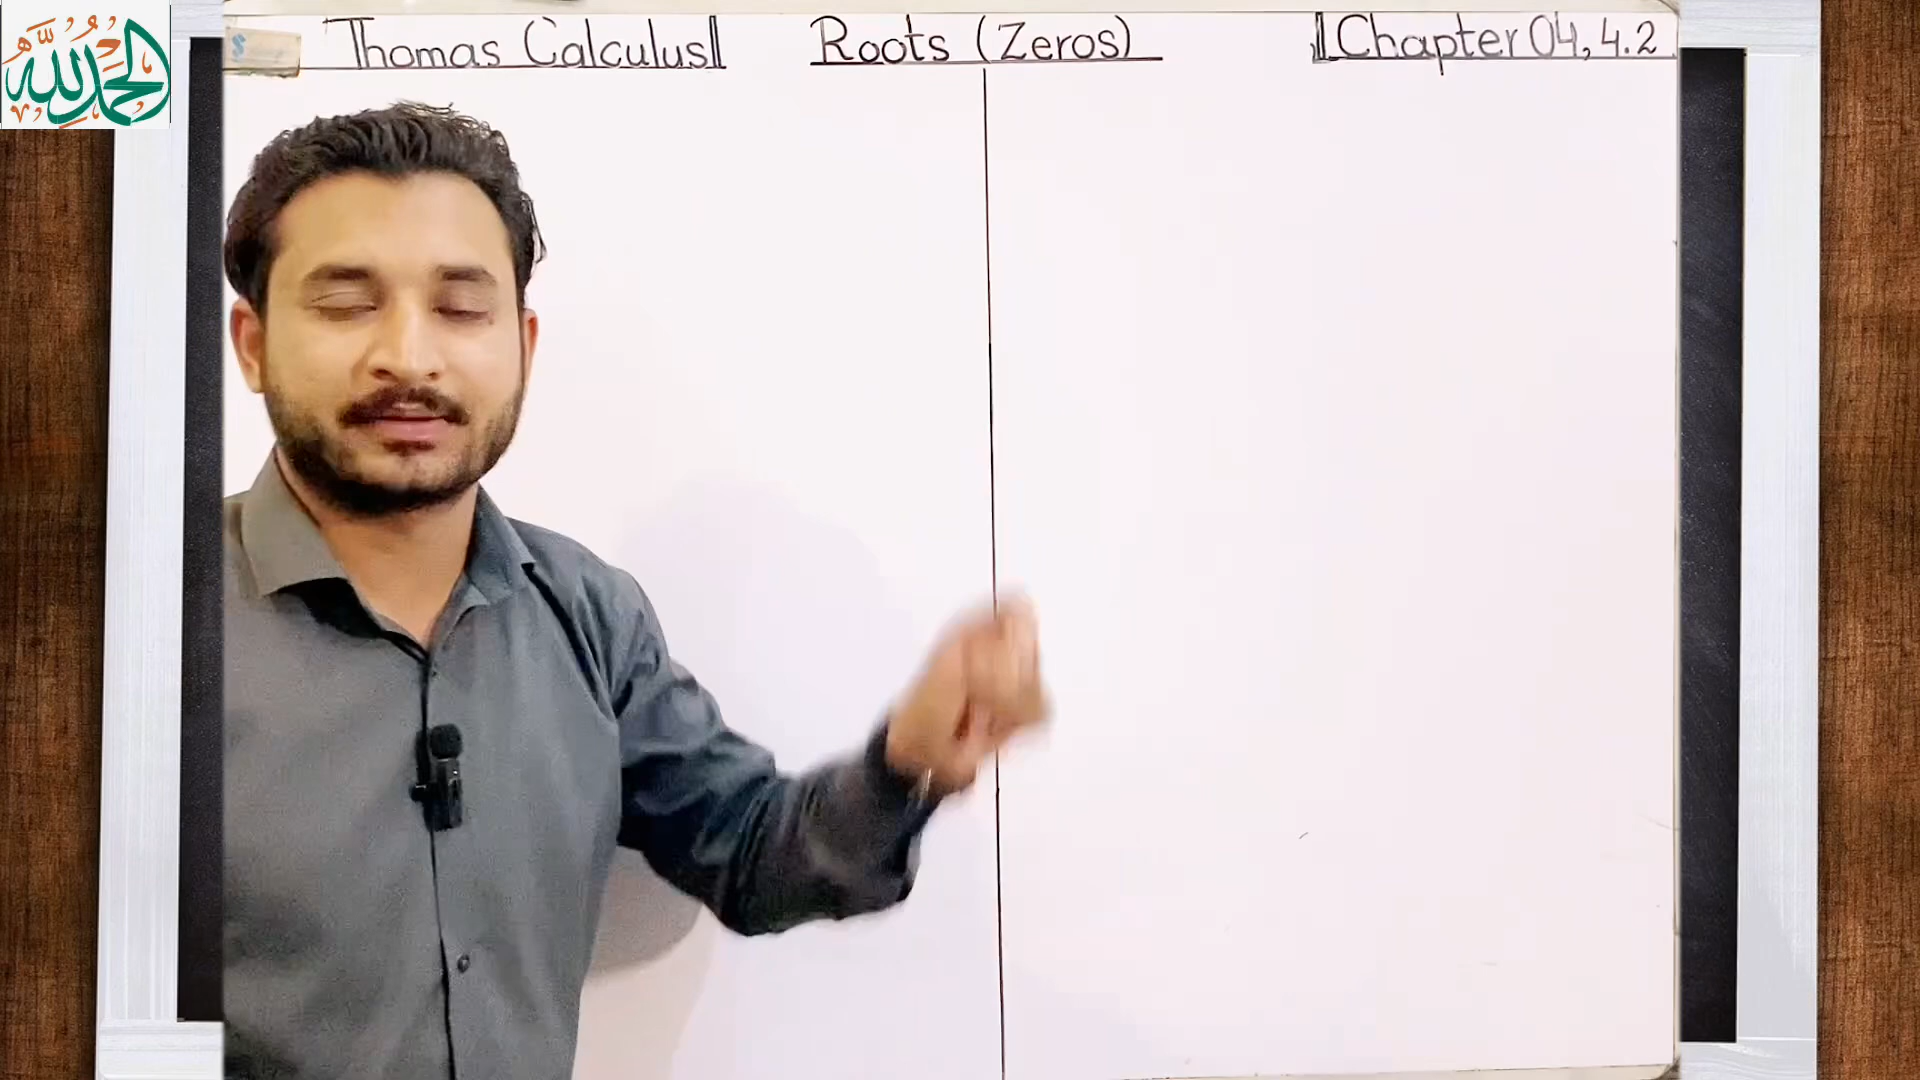 الحمد لله
Thomas Calculus
Roots (Zeros)
Chapter 04, 4.2